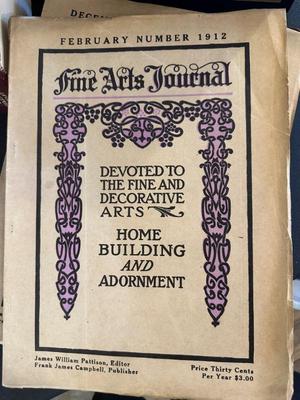 DECE
FEBRUARY NUMBER 1912
Fine Arts Journal
DEVOTED TO
THE FINE AND
DECORATIVE
ARTS
HOME
BUILDING
AND
ADORNMENT
James William Pattison, Editor
Frank James Campbell, Publisher
Price Thirty Cents
Per Year $3.00